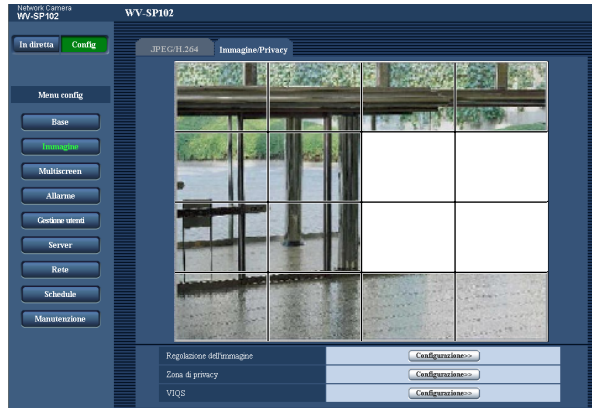 Network Camera
WV-SP102
WV-SP102
In diretta
Config
JPEG/H.264
Immagine/Privacy
Menu config
Base
Immagine
Multiscreen
Allarme
Gestione utenti
Server
Rete
Schedule
Manutenzione
Regolazione dell'immagine
Configurazione>>
Zona di privacy
Configurazione>>
VIQS
Configurazione>>